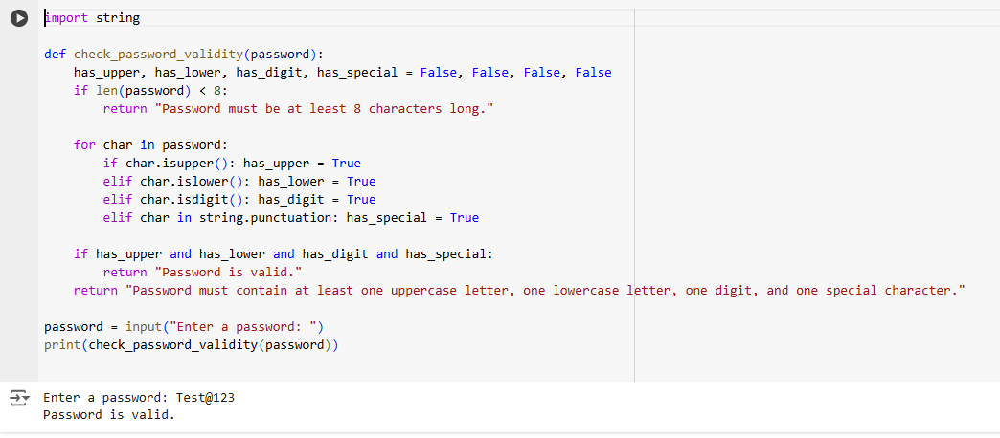 import string
def check_password_validity(password):
    has_upper, has_lower, has_digit, has_special = False, False, False, False
    if len(password) < 8:
        return "Password must be at least 8 characters long."
    for char in password:
        if char.isupper(): has_upper = True
        elif char.islower(): has_lower = True
        elif char.isdigit(): has_digit = True
        elif char in string.punctuation: has_special = True
    if has_upper and has_lower and has_digit and has_special:
        return "Password is valid."
    return "Password must contain at least one uppercase letter, one lowercase letter, one digit, and one special character."
password = input("Enter a password: ")
print(check_password_validity(password))
Enter a password: Test@123
Password is valid.